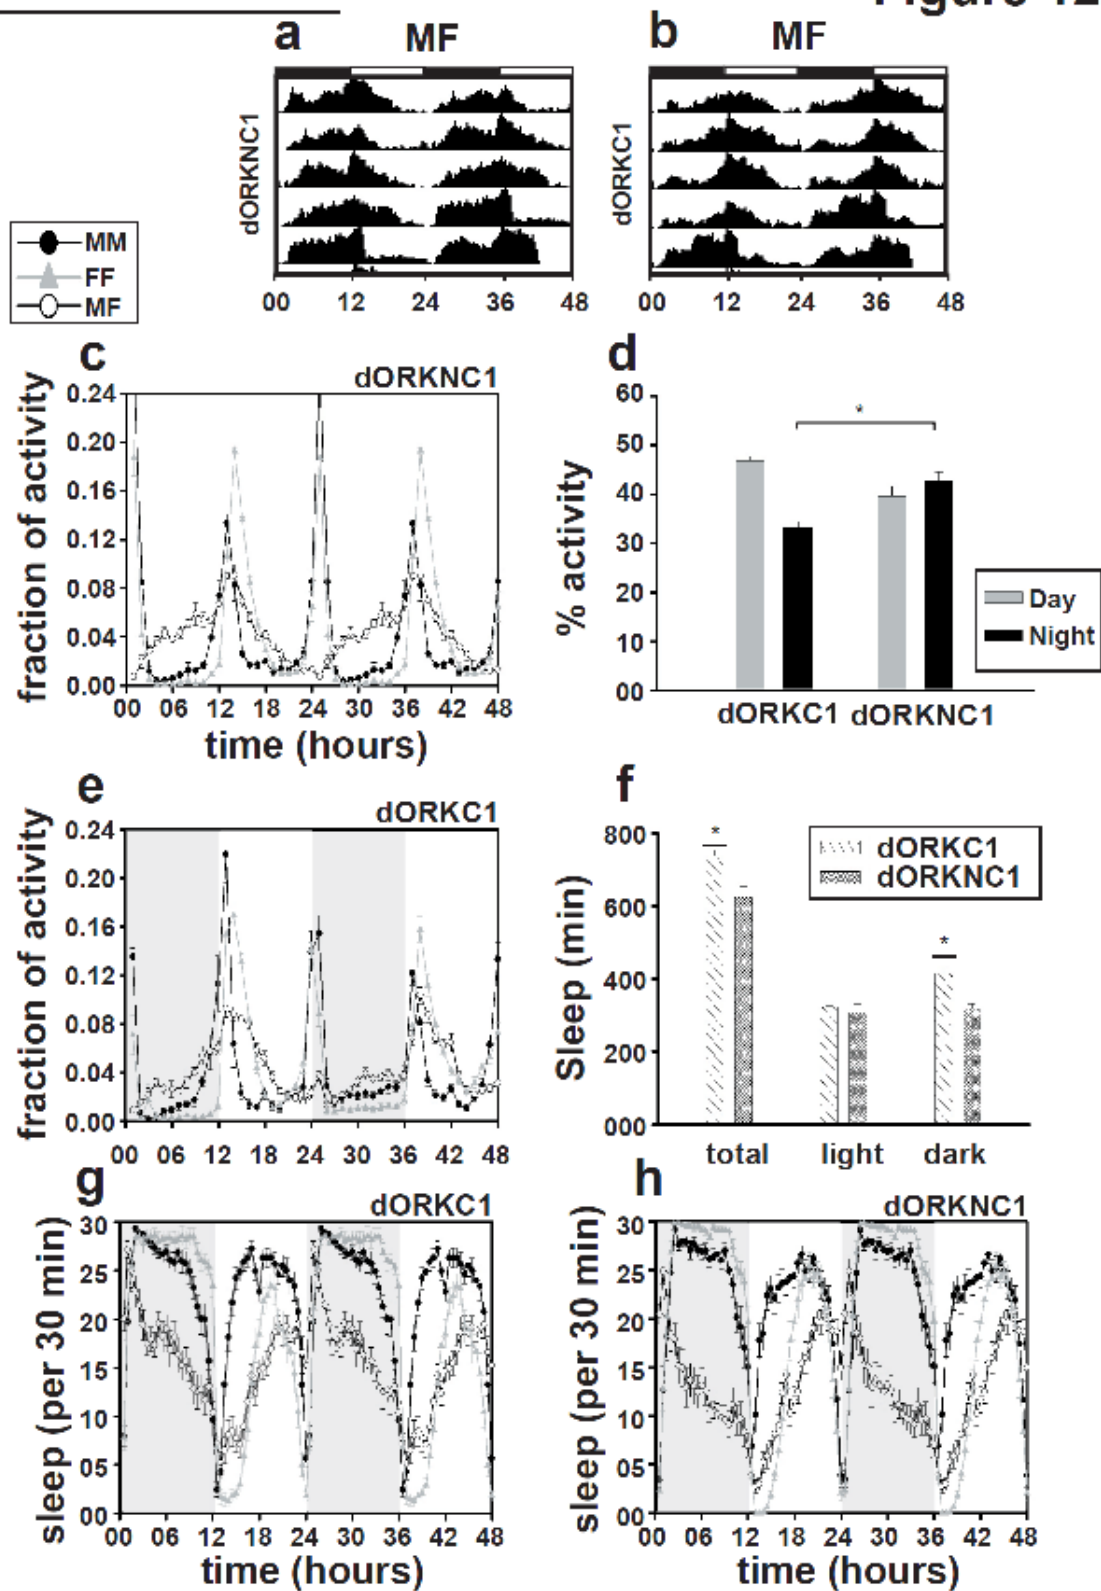 Figure 12
a MF b MF
dORKNC1
dORKC1
00 12 24 36 48 00 12 24 36 48
MM
FF
MF
c dORKNC1
fraction of activity
0.24
0.20
0.16
0.12
0.08
0.04
0.00
00 06 12 18 24 30 36 42 48
time (hours)
d
% activity
60
50
40
30
20
10
00
*
Day
Night
dORKC1 dORKNC1
e dORKC1
fraction of activity
0.24
0.20
0.16
0.12
0.08
0.04
0.00
00 06 12 18 24 30 36 42 48
f
Sleep (min)
800
600
400
200
000
*
*
dORKC1
dORKNC1
total light dark
g dORKC1
sleep (per 30 min)
30
25
20
15
10
05
00
00 06 12 18 24 30 36 42 48
time (hours)
h dORKNC1
sleep (per 30 min)
30
25
20
15
10
05
00
00 06 12 18 24 30 36 42 48
time (hours)